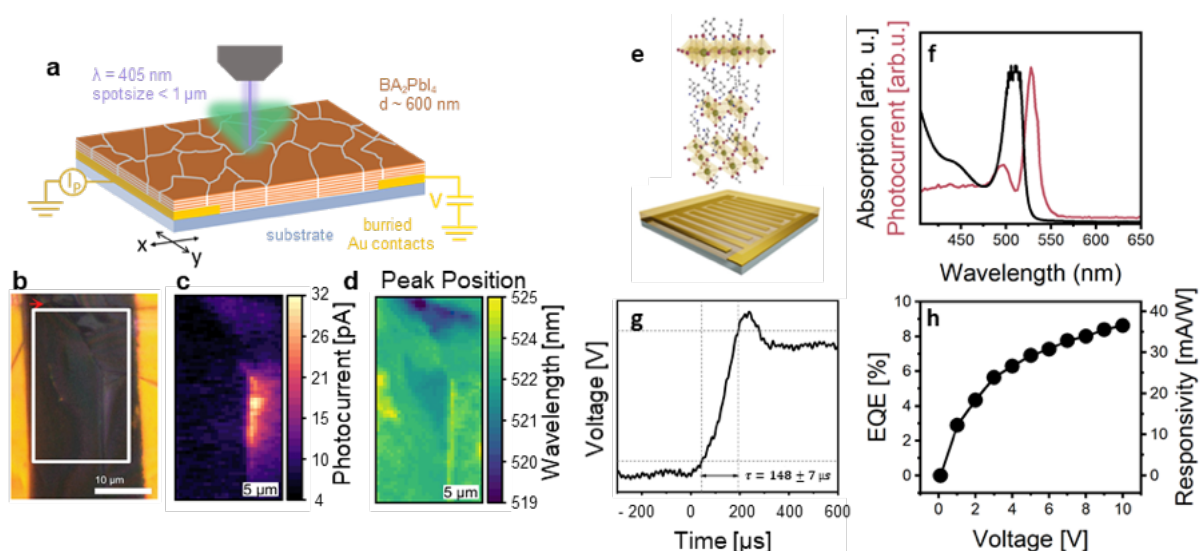 a
λ = 405 nm
spotsize < 1 µm
BA₂PbI₄
d ~ 600 nm
Iₚ
V
x
y
substrate
burried
Au contacts
b
10 µm
c
5 µm
32
26
21
15
10
4
Photocurrent [pA]
d
Peak Position
5 µm
525
524
522
521
520
519
Wavelength [nm]
e
f
Absorption [arb. u.]
Photocurrent [arb.u.]
450
500
550
600
650
Wavelength (nm)
g
Voltage [V]
τ = 148 ± 7 µs
- 200
0
200
400
600
Time [µs]
h
EQE [%]
10
8
6
4
2
0
40
30
20
10
0
Responsivity [mA/W]
0
2
4
6
8
10
Voltage [V]